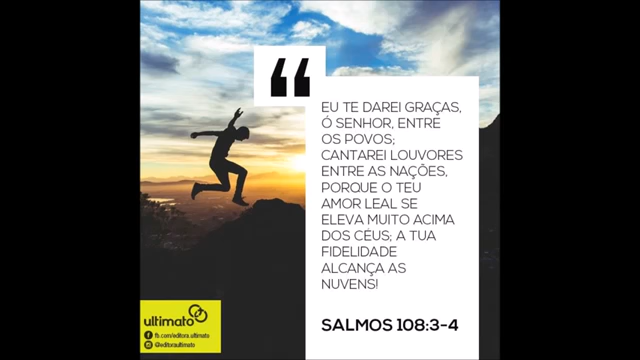 EU TE DAREI GRAÇAS,
Ó SENHOR, ENTRE
OS POVOS;
CANTAREI LOUVORES
ENTRE AS NAÇÕES,
PORQUE O TEU
AMOR LEAL SE
ELEVA MUITO ACIMA
DOS CÉUS; A TUA
FIDELIDADE
ALCANÇA AS
NUVENS!
SALMOS 108:3-4
ultimato
fb.com/editora.ultimato
@editoraultimato